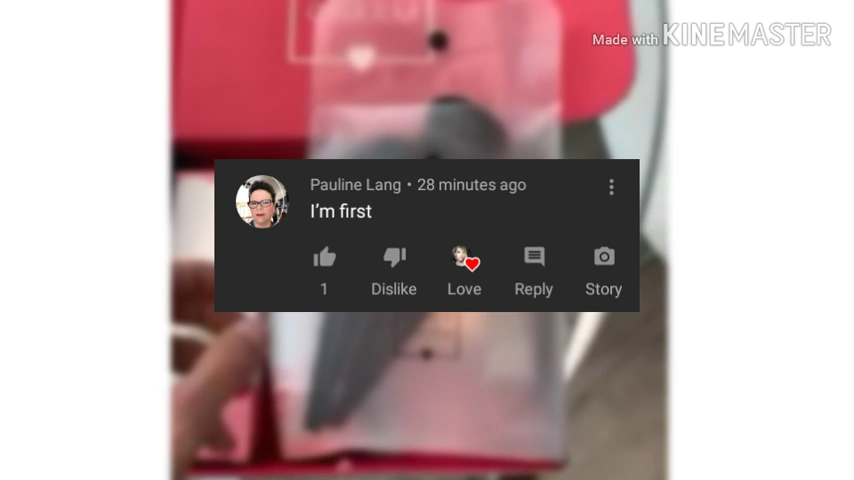 Made with KINEMASTER
Pauline Lang • 28 minutes ago
I'm first
1
Dislike
Love
Reply
Story